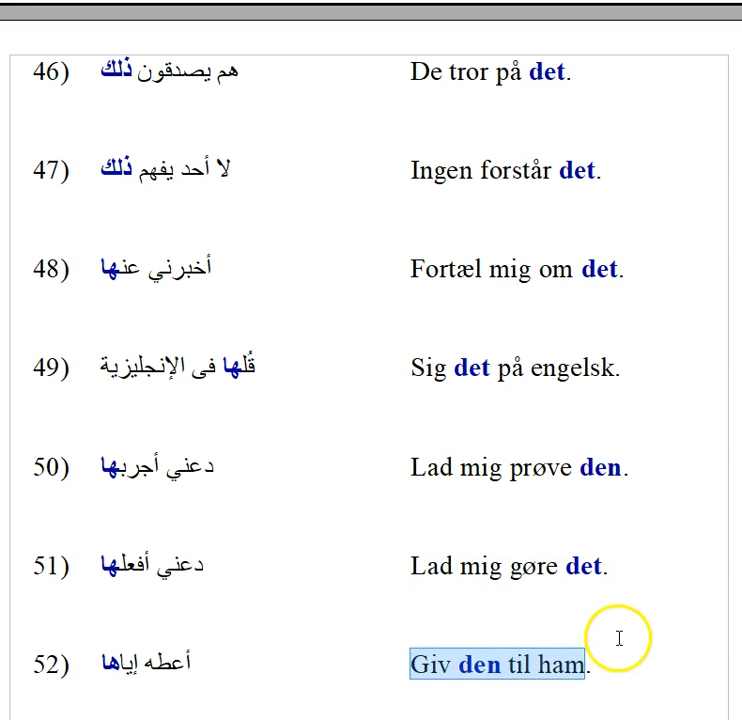 46) هم يصدقون ذلك De tror på det.
47) لا أحد يفهم ذلك Ingen forstår det.
48) أخبرني عنها Fortæl mig om det.
49) قُلها فى الإنجليزية Sig det på engelsk.
50) دعني أجربها Lad mig prøve den.
51) دعني أفعلها Lad mig gøre det.
52) أعطه إياها Giv den til ham.